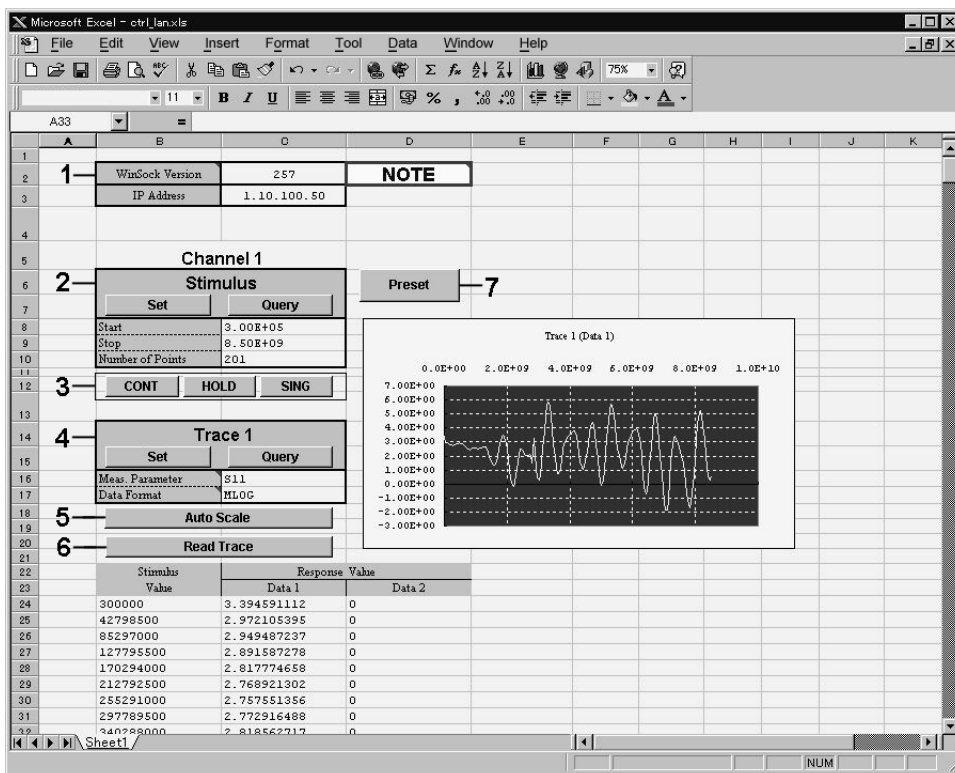 Microsoft Excel - ctrl_lan.xls
File Edit View Insert Format Tool Data Window Help
75%
11 B I U % ,
A33 =
A B C D E F G H I J K
1
2 1 WinSock Version 257 NOTE
3 IP Address 1.10.100.50
4
5 Channel 1
6 2 Stimulus Preset 7
7 Set Query
8 Start 3.00E+05
9 Stop 8.50E+09
10 Number of Points 201
11
12 3 CONT HOLD SING
13
14 4 Trace 1
15 Set Query
16 Meas. Parameter S11
17 Data Format MLOG
18 5 Auto Scale
19
20 6 Read Trace
21
Trace 1 (Data 1)
0.0E+00 2.0E+09 4.0E+09 6.0E+09 8.0E+09 1.0E+10
7.00E+00
6.00E+00
5.00E+00
4.00E+00
3.00E+00
2.00E+00
1.00E+00
0.00E+00
-1.00E+00
-2.00E+00
-3.00E+00
22 Stimulus Response Value
23 Value Data 1 Data 2
24 300000 3.394591112 0
25 42798500 2.972105395 0
26 85297000 2.949487237 0
27 127795500 2.891587278 0
28 170294000 2.817774658 0
29 212792500 2.768921302 0
30 255291000 2.757551356 0
31 297789500 2.772916488 0
32 340288000 2.818562717 0
Sheet1
NUM